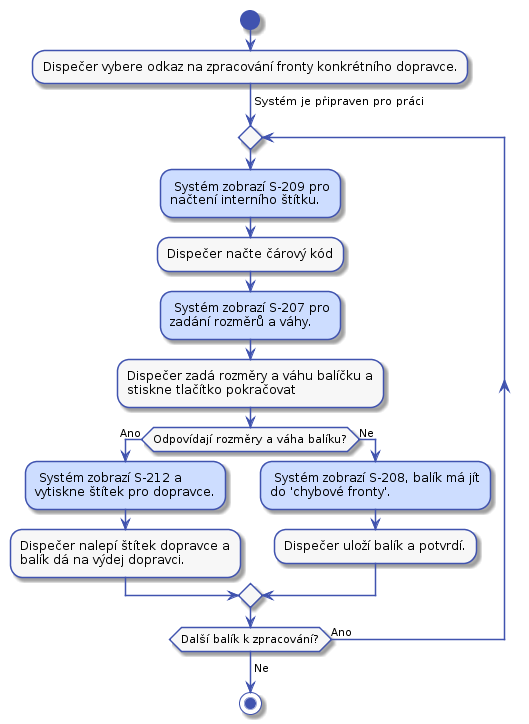 Dispečer vybere odkaz na zpracování fronty konkrétního dopravce.
Systém je připraven pro práci
Systém zobrazí S-209 pro
načtení interního štítku.
Dispečer načte čárový kód
Systém zobrazí S-207 pro
zadání rozměrů a váhy.
Dispečer zadá rozměry a váhu balíčku a
stiskne tlačítko pokračovat
Odpovídají rozměry a váha balíku?
Ano
Ne
Systém zobrazí S-212 a
vytiskne štítek pro dopravce.
Dispečer nalepí štítek dopravce a
balík dá na výdej dopravci.
Systém zobrazí S-208, balík má jít
do 'chybové fronty'.
Dispečer uloží balík a potvrdí.
Další balík k zpracování?
Ano
Ne